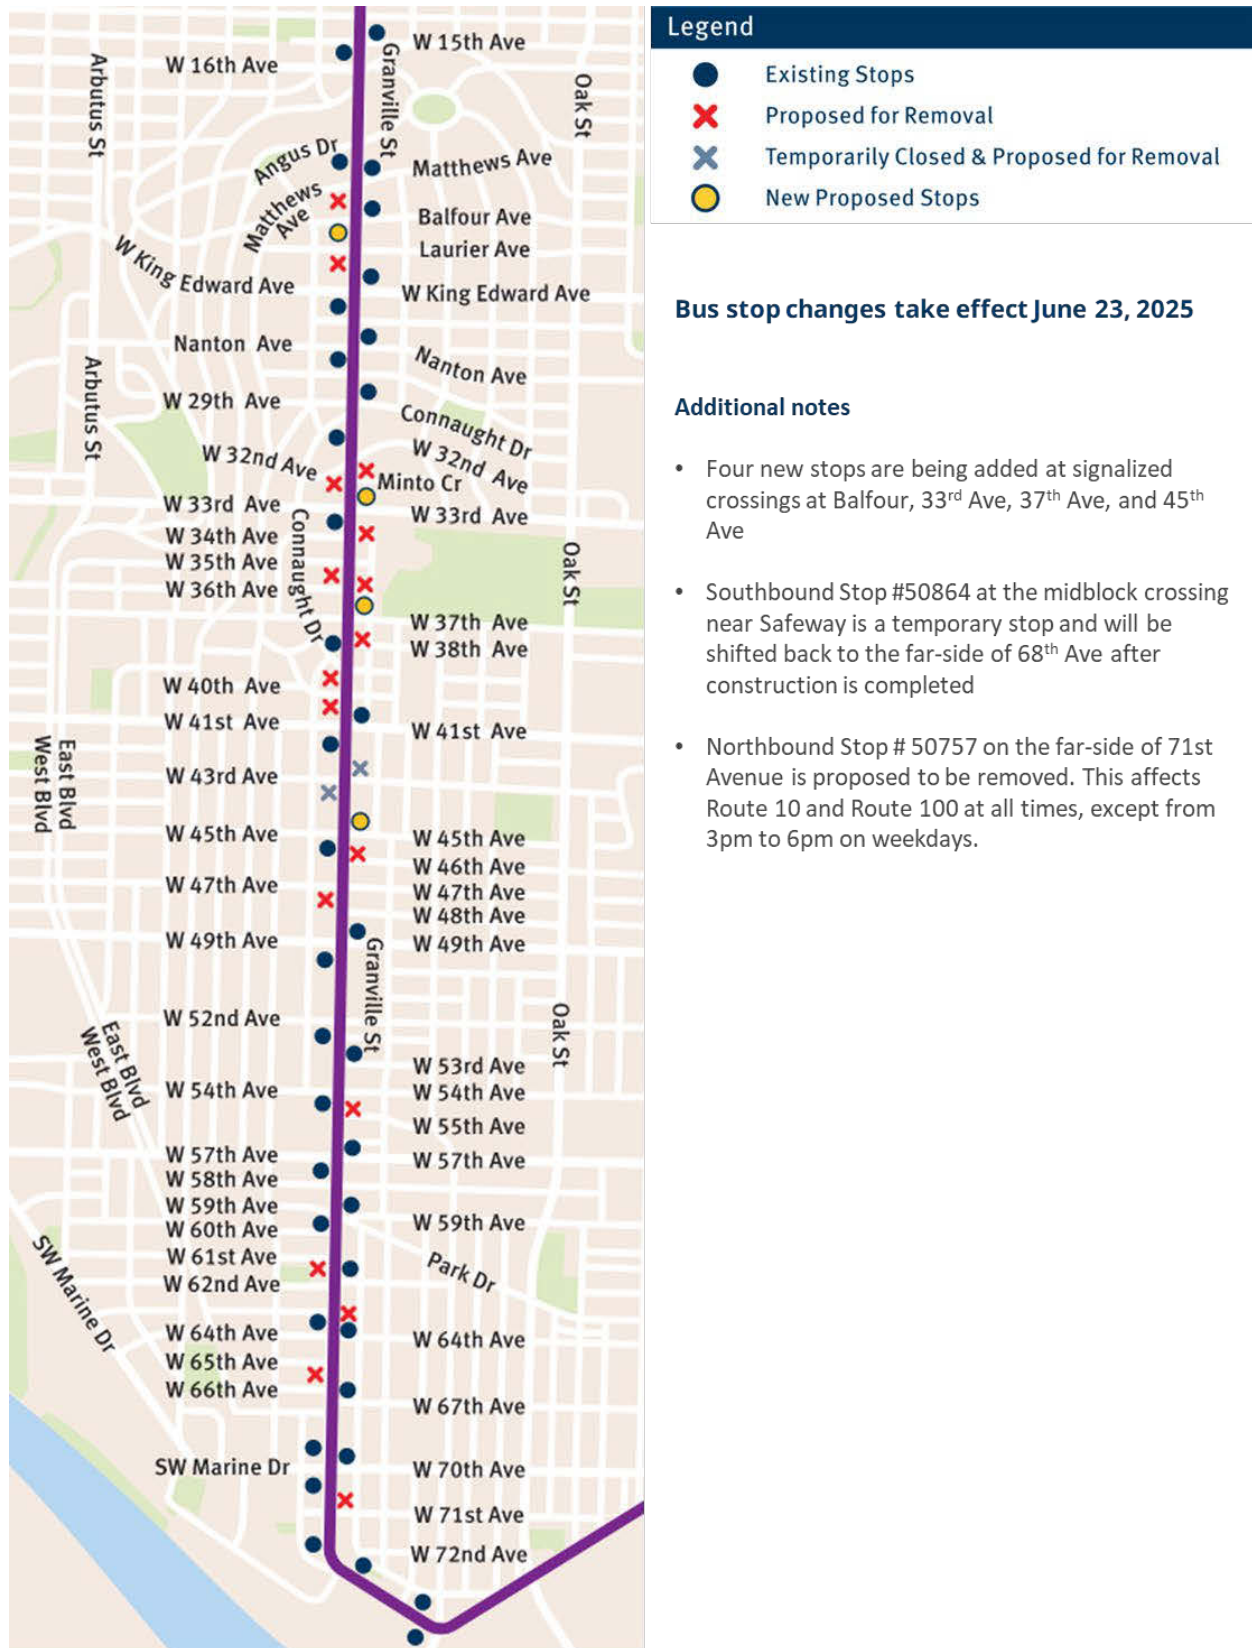 W 15th Ave
W 16th Ave
Granville St
Arbutus St
Oak St
Angus Dr
Matthews Ave
Matthews
Ave
Balfour Ave
Laurier Ave
W King Edward Ave
W King Edward Ave
Nanton Ave
Nanton Ave
Arbutus St
W 29th Ave
Connaught Dr
W 32nd Ave
W 32nd Ave
Minto Cr
W 33rd Ave
W 33rd Ave
Connaught Dr
W 34th Ave
W 35th Ave
W 36th Ave
Oak St
W 37th Ave
W 38th Ave
W 40th Ave
W 41st Ave
W 41st Ave
East Blvd
West Blvd
W 43rd Ave
W 45th Ave
W 45th Ave
W 46th Ave
W 47th Ave
W 47th Ave
W 48th Ave
W 49th Ave
W 49th Ave
Granville St
W 52nd Ave
Oak St
East Blvd
West Blvd
W 53rd Ave
W 54th Ave
W 54th Ave
W 55th Ave
W 57th Ave
W 57th Ave
W 58th Ave
W 59th Ave
W 59th Ave
W 60th Ave
W 61st Ave
Park Dr
W 62nd Ave
SW Marine Dr
W 64th Ave
W 64th Ave
W 65th Ave
W 66th Ave
W 67th Ave
SW Marine Dr
W 70th Ave
W 71st Ave
W 72nd Ave
Legend
Existing Stops
Proposed for Removal
Temporarily Closed & Proposed for Removal
New Proposed Stops
Bus stop changes take effect June 23, 2025
Additional notes
• Four new stops are being added at signalized
crossings at Balfour, 33rd Ave, 37th Ave, and 45th
Ave
• Southbound Stop #50864 at the midblock crossing
near Safeway is a temporary stop and will be
shifted back to the far-side of 68th Ave after
construction is completed
• Northbound Stop # 50757 on the far-side of 71st
Avenue is proposed to be removed. This affects
Route 10 and Route 100 at all times, except from
3pm to 6pm on weekdays.